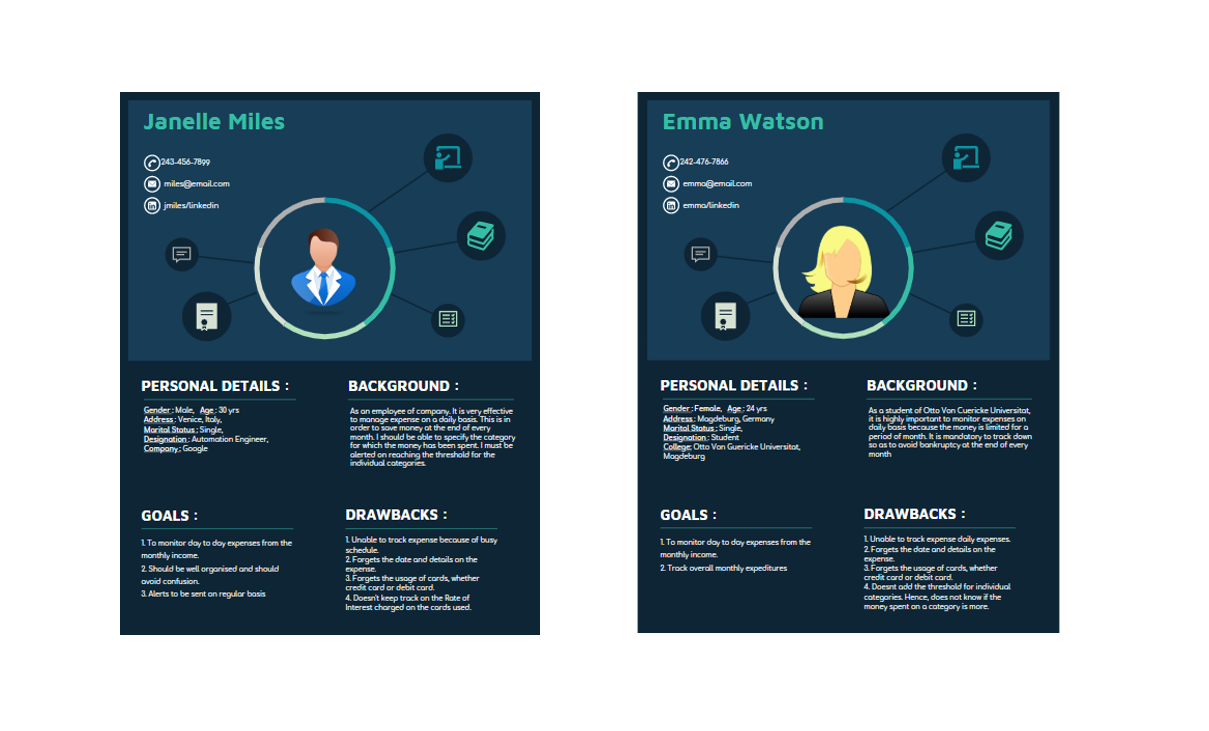 Janelle Miles
243-456-7899
miles@email.com
jmiles/linkedin
PERSONAL DETAILS :
Gender : Male, Age : 30 yrs
Address : Venice, Italy,
Marital Status : Single,
Designation : Automation Engineer,
Company : Google
BACKGROUND :
As an employee of company. It is very effective
to manage expense on a daily basis. This is in
order to save money at the end of every
month. I should be able to specify the category
for which the money has been spent. I must be
alerted on reaching the threshold for the
individual categories.
GOALS :
1. To monitor day to day expenses from the
monthly income.
2. Should be well organised and should
avoid confusion.
3. Alerts to be sent on regular basis
DRAWBACKS :
1. Unable to track expense because of busy
schedule.
2. Forgets the date and details on the
expense.
3. Forgets the usage of cards, whether
credit card or debit card.
4. Doesn't keep track on the Rate of
Interest charged on the cards used.
Emma Watson
242-476-7866
emma@email.com
emma/linkedin
PERSONAL DETAILS :
Gender : Female, Age : 24 yrs
Address : Magdeburg, Germany
Marital Status : Single,
Designation : Student
College: Otto Von Guericke Universitat,
Magdeburg
BACKGROUND :
As a student of Otto Von Cuericke Universitat,
it is highly important to monitor expenses on
daily basis because the money is limited for a
period of month. It is mandatory to track down
so as to avoid bankruptcy at the end of every
month
GOALS :
1. To monitor day to day expenses from the
monthly income.
2. Track overall monthly expeditures
DRAWBACKS :
1. Unable to track expense daily expenses.
2. Forgets the date and details on the
expense.
3. Forgets the usage of cards, whether
credit card or debit card.
4. Doesnt add the threshold for individual
categories. Hence, does not know if the
money spent on a category is more.